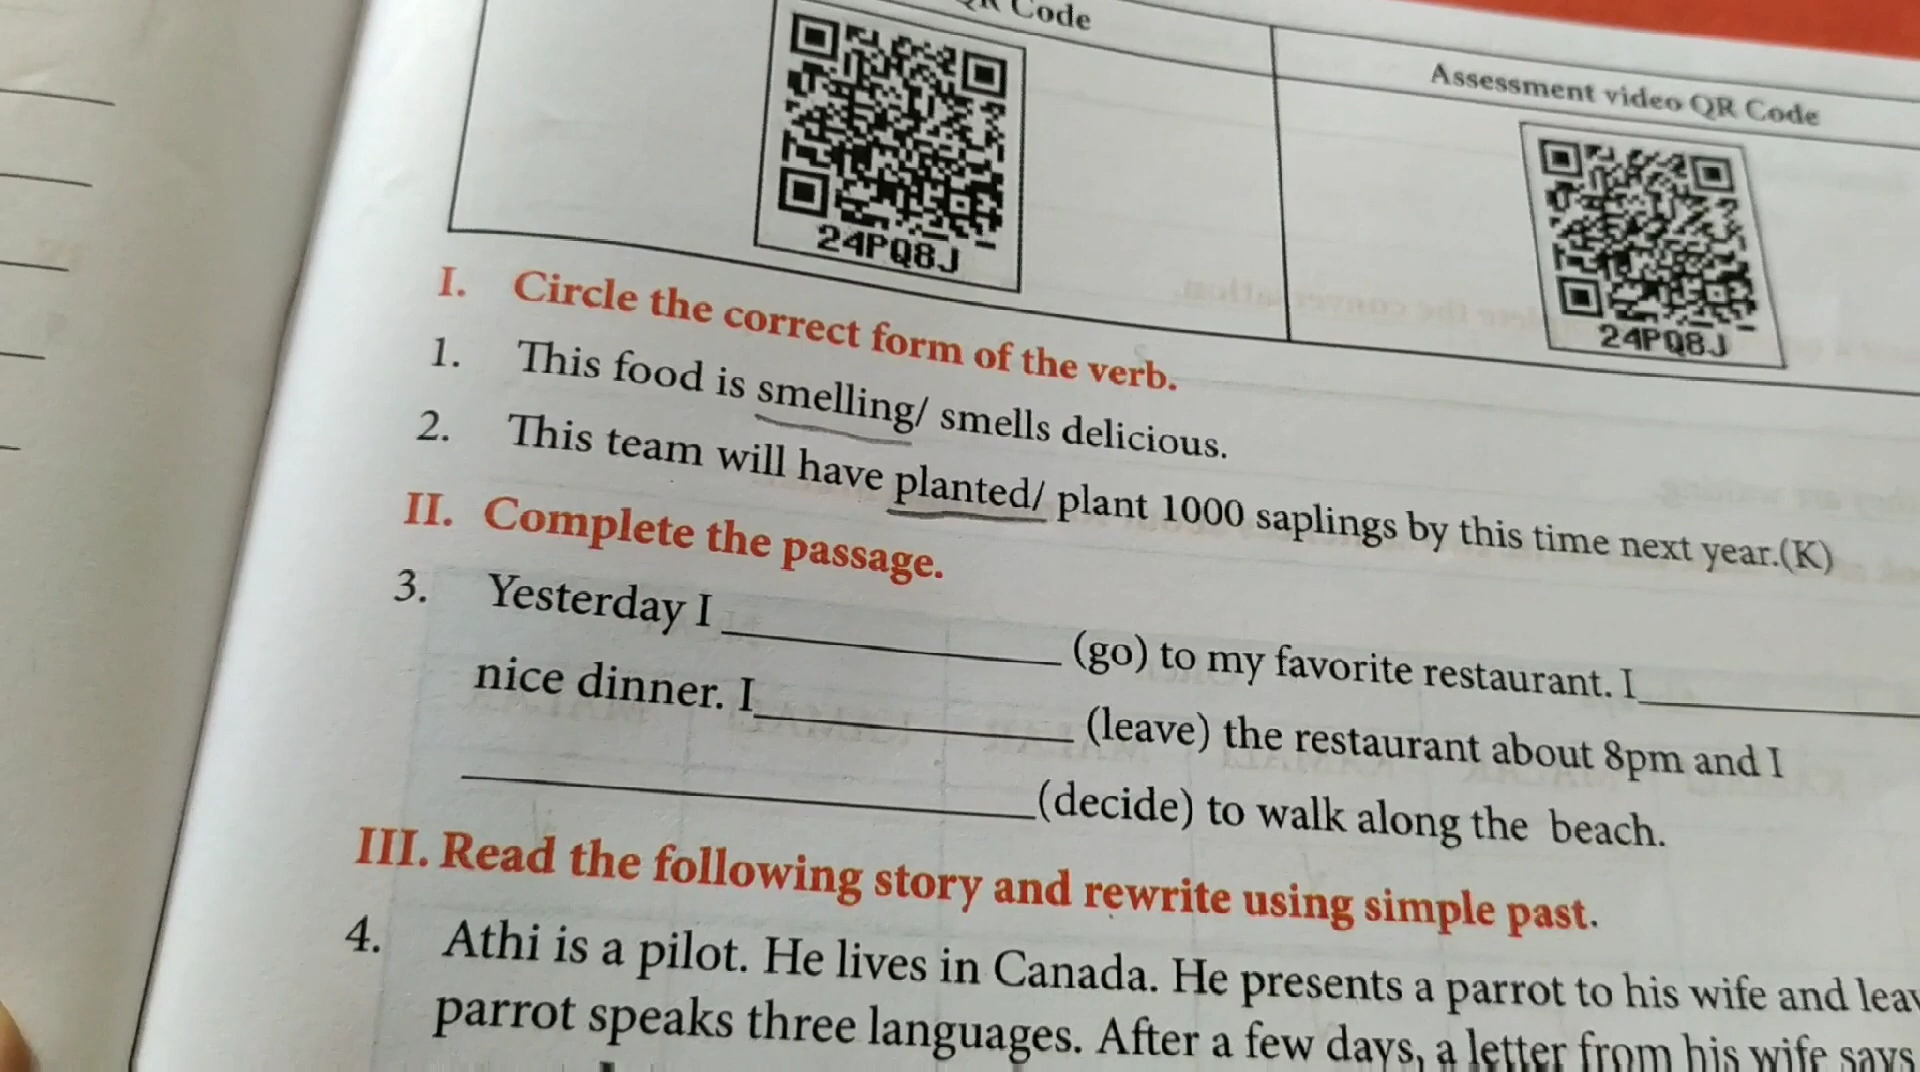 QR Code
Assessment video QR Code
24PQ8J
24PQ8J
I. Circle the correct form of the verb.
1. This food is smelling/ smells delicious.
2. This team will have planted/ plant 1000 saplings by this time next year.(K)
II. Complete the passage.
3. Yesterday I ____________ (go) to my favorite restaurant. I ____________
nice dinner. I____________ (leave) the restaurant about 8pm and I
____________(decide) to walk along the beach.
III. Read the following story and rewrite using simple past.
4. Athi is a pilot. He lives in Canada. He presents a parrot to his wife and
parrot speaks three languages. After a few days, a letter from his wife says